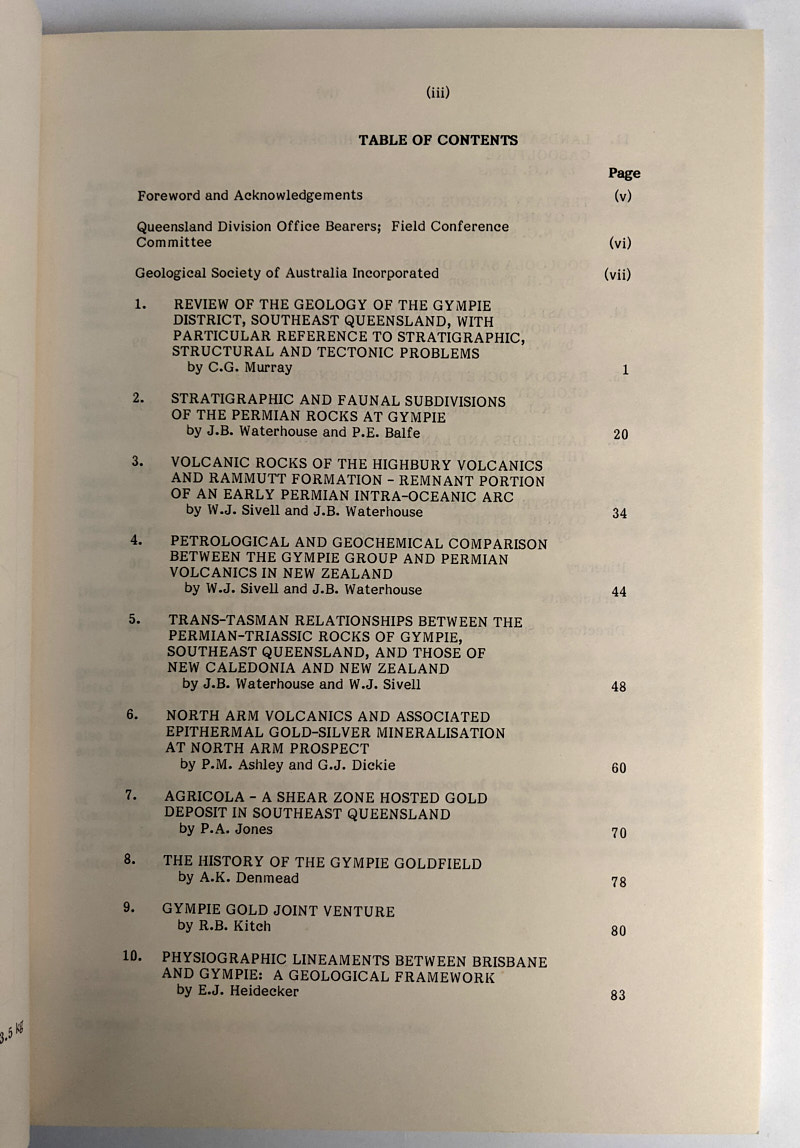 (iii)
TABLE OF CONTENTS
Page
Foreword and Acknowledgements (v)
Queensland Division Office Bearers; Field Conference
Committee (vi)
Geological Society of Australia Incorporated (vii)
1. REVIEW OF THE GEOLOGY OF THE GYMPIE
DISTRICT, SOUTHEAST QUEENSLAND, WITH
PARTICULAR REFERENCE TO STRATIGRAPHIC,
STRUCTURAL AND TECTONIC PROBLEMS
by C.G. Murray 1
2. STRATIGRAPHIC AND FAUNAL SUBDIVISIONS
OF THE PERMIAN ROCKS AT GYMPIE
by J.B. Waterhouse and P.E. Balfe 20
3. VOLCANIC ROCKS OF THE HIGHBURY VOLCANICS
AND RAMMUTT FORMATION - REMNANT PORTION
OF AN EARLY PERMIAN INTRA-OCEANIC ARC
by W.J. Sivell and J.B. Waterhouse 34
4. PETROLOGICAL AND GEOCHEMICAL COMPARISON
BETWEEN THE GYMPIE GROUP AND PERMIAN
VOLCANICS IN NEW ZEALAND
by W.J. Sivell and J.B. Waterhouse 44
5. TRANS-TASMAN RELATIONSHIPS BETWEEN THE
PERMIAN-TRIASSIC ROCKS OF GYMPIE,
SOUTHEAST QUEENSLAND, AND THOSE OF
NEW CALEDONIA AND NEW ZEALAND
by J.B. Waterhouse and W.J. Sivell 48
6. NORTH ARM VOLCANICS AND ASSOCIATED
EPITHERMAL GOLD-SILVER MINERALISATION
AT NORTH ARM PROSPECT
by P.M. Ashley and G.J. Dickie 60
7. AGRICOLA - A SHEAR ZONE HOSTED GOLD
DEPOSIT IN SOUTHEAST QUEENSLAND
by P.A. Jones 70
8. THE HISTORY OF THE GYMPIE GOLDFIELD
by A.K. Denmead 78
9. GYMPIE GOLD JOINT VENTURE
by R.B. Kitch 80
10. PHYSIOGRAPHIC LINEAMENTS BETWEEN BRISBANE
AND GYMPIE: A GEOLOGICAL FRAMEWORK
by E.J. Heidecker 83
3.5 kg